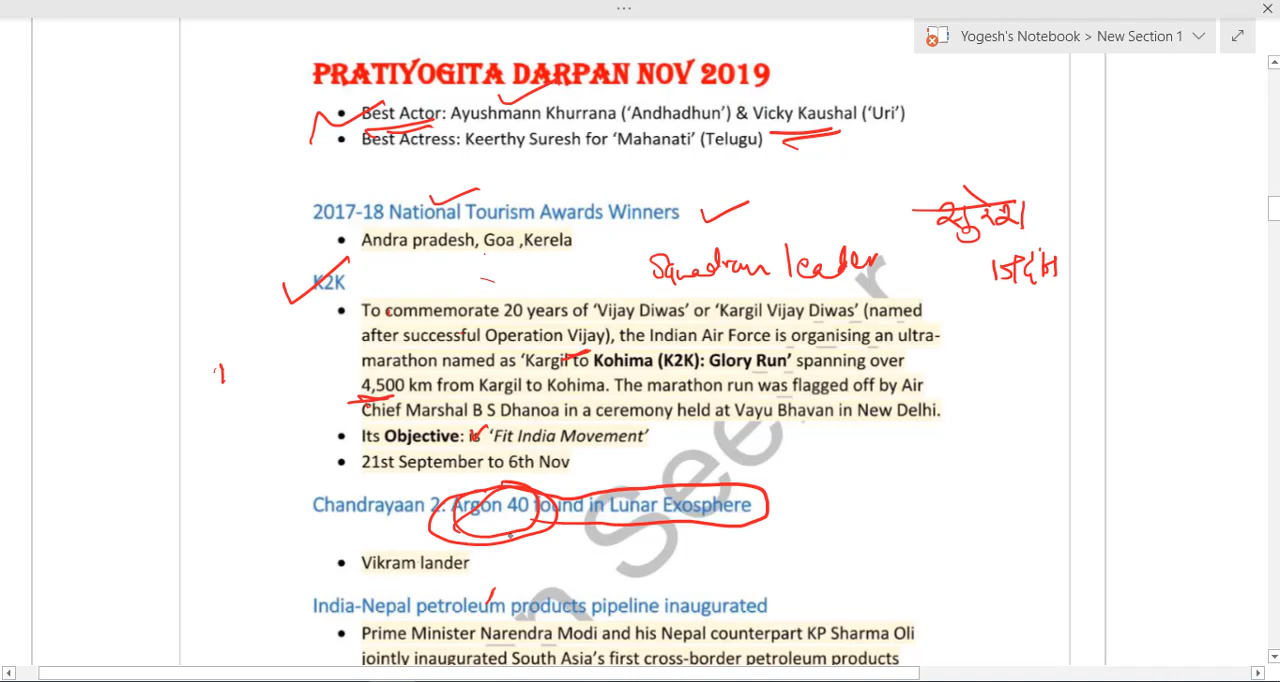 Yogesh's Notebook > New Section 1
PRATIYOGITA DARPAN NOV 2019
• Best Actor: Ayushmann Khurrana (‘Andhadhun’) & Vicky Kaushal (‘Uri’)
• Best Actress: Keerthy Suresh for ‘Mahanati’ (Telugu)
2017-18 National Tourism Awards Winners
• Andra pradesh, Goa ,Kerela
Squadran leader
K2K
• To commemorate 20 years of ‘Vijay Diwas’ or ‘Kargil Vijay Diwas’ (named
after successful Operation Vijay), the Indian Air Force is organising an ultra-
marathon named as ‘Kargil to Kohima (K2K): Glory Run’ spanning over
4,500 km from Kargil to Kohima. The marathon run was flagged off by Air
Chief Marshal B S Dhanoa in a ceremony held at Vayu Bhavan in New Delhi.
• Its Objective: is ‘Fit India Movement’
• 21st September to 6th Nov
Chandrayaan 2: Argon 40 found in Lunar Exosphere
• Vikram lander
India-Nepal petroleum products pipeline inaugurated
• Prime Minister Narendra Modi and his Nepal counterpart KP Sharma Oli
jointly inaugurated South Asia’s first cross-border petroleum products